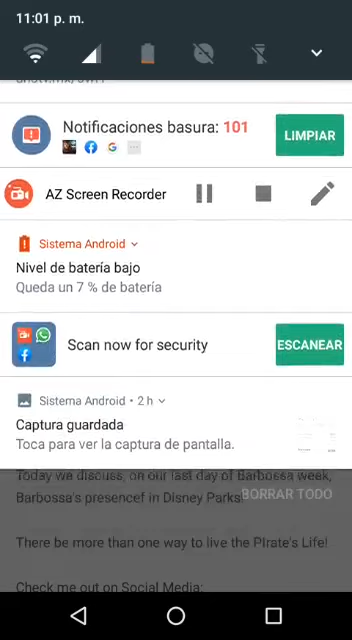 11:01 p. m.
Notificaciones basura: 101
LIMPIAR
AZ Screen Recorder
Sistema Android
Nivel de batería bajo
Queda un 7 % de batería
Scan now for security
ESCANEAR
Sistema Android • 2 h
Captura guardada
Toca para ver la captura de pantalla.
Today we discuss, on our last day of Barbossa week,
Barbossa's presencef in Disney Parks!
BORRAR TODO
There be more than one way to live the PIrate's Life!
Check me out on Social Media: